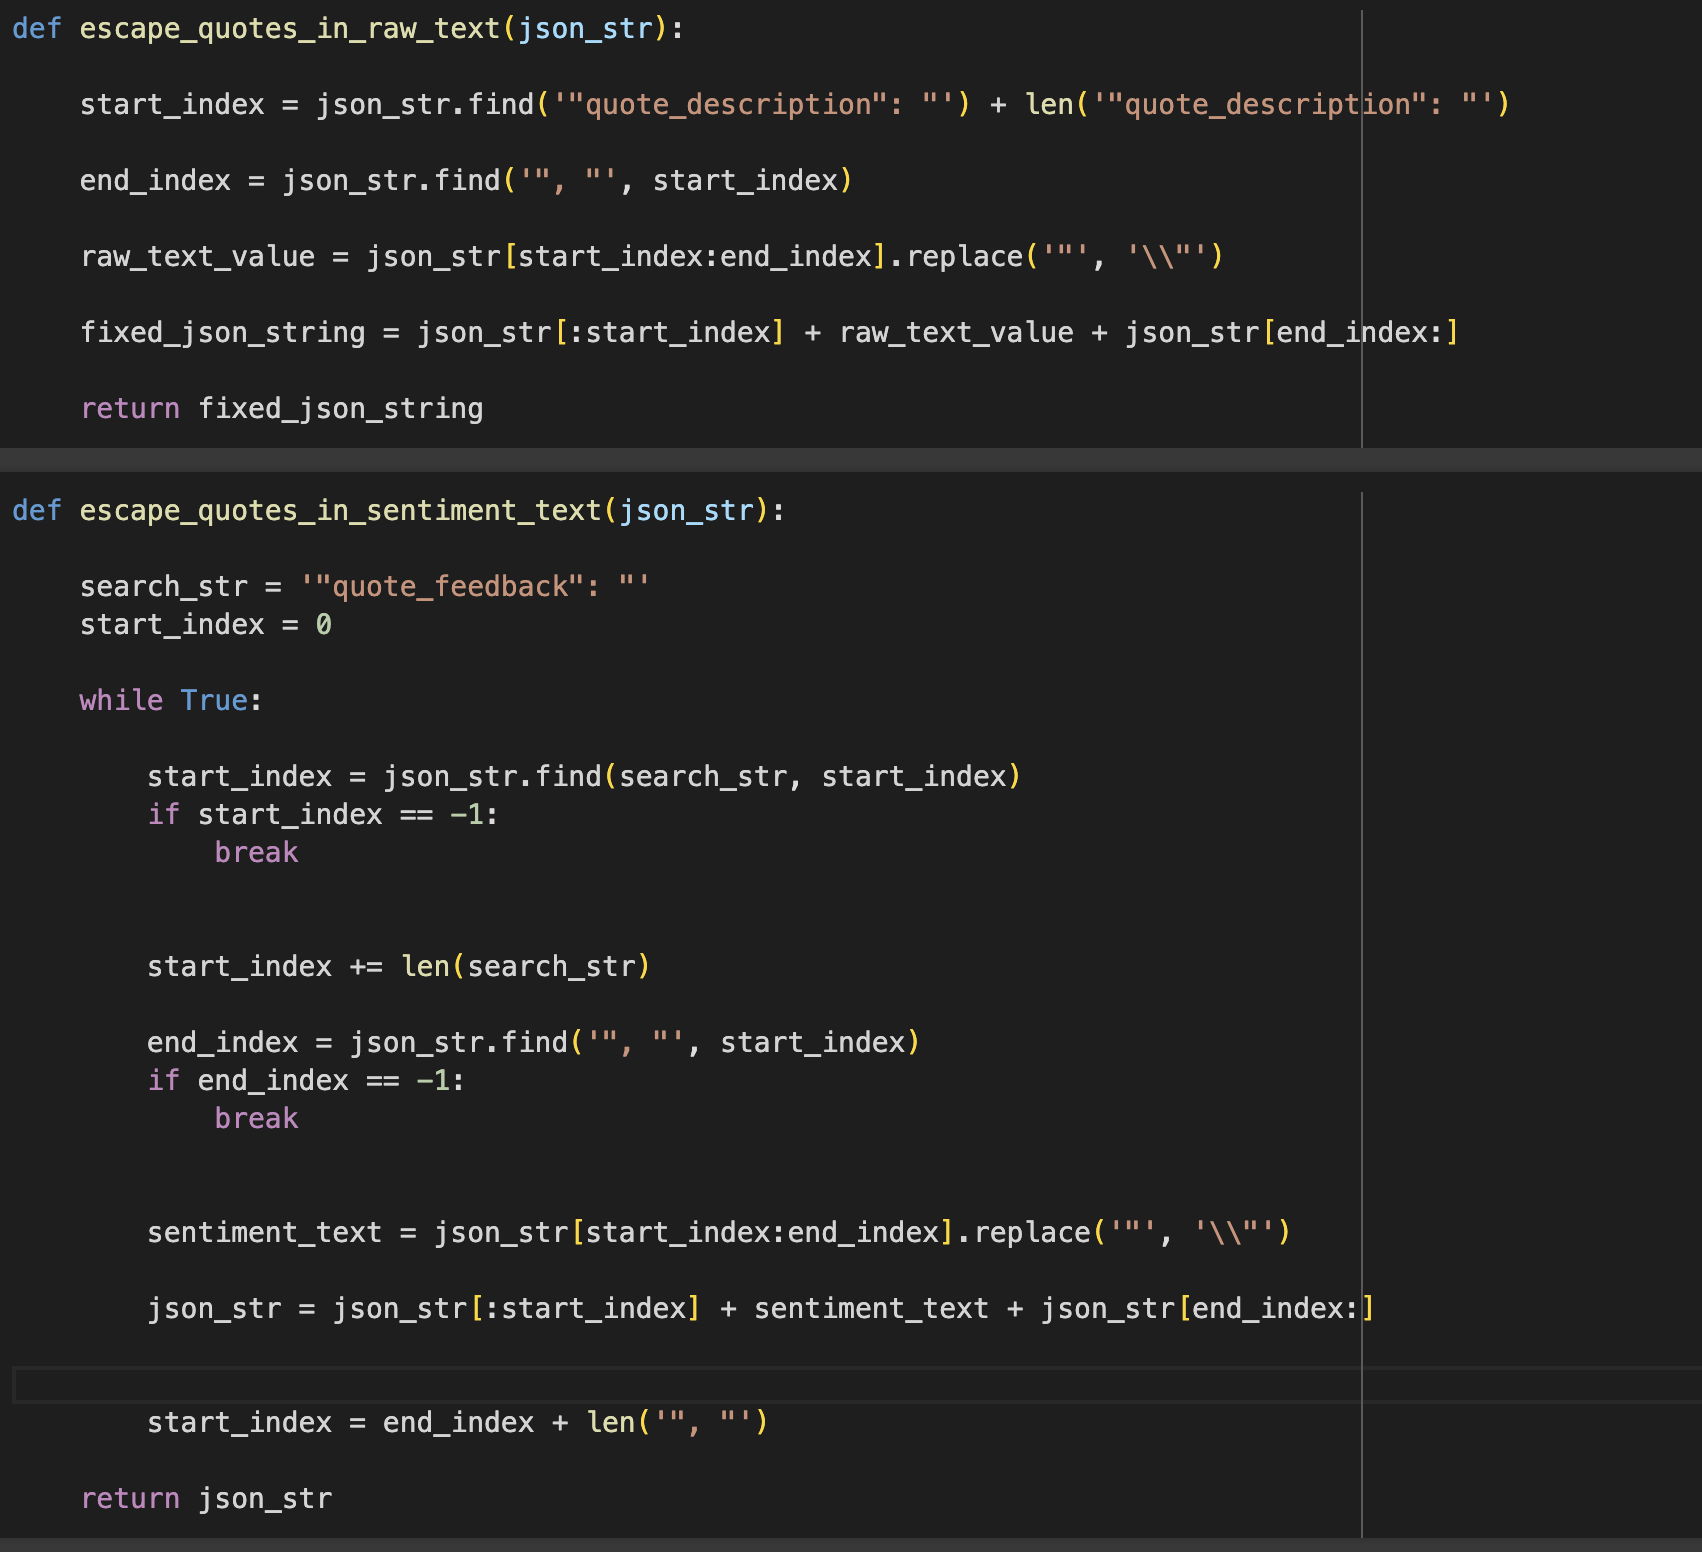 def escape_quotes_in_raw_text(json_str):
start_index = json_str.find('"quote_description": "') + len('"quote_description": "')
end_index = json_str.find('", "', start_index)
raw_text_value = json_str[start_index:end_index].replace('"', '\\"')
fixed_json_string = json_str[:start_index] + raw_text_value + json_str[end_index:]
return fixed_json_string
def escape_quotes_in_sentiment_text(json_str):
search_str = '"quote_feedback": "'
start_index = 0
while True:
start_index = json_str.find(search_str, start_index)
if start_index == -1:
break
start_index += len(search_str)
end_index = json_str.find('", "', start_index)
if end_index == -1:
break
sentiment_text = json_str[start_index:end_index].replace('"', '\\"')
json_str = json_str[:start_index] + sentiment_text + json_str[end_index:]
start_index = end_index + len('", "')
return json_str